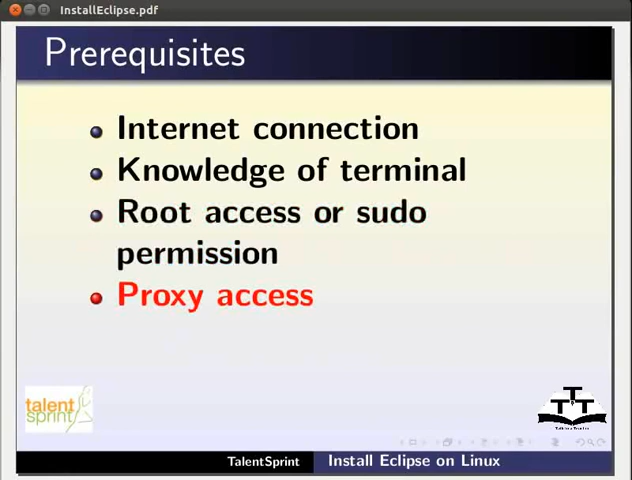 InstallEclipse.pdf
Prerequisites
Internet connection
Knowledge of terminal
Root access or sudo
permission
Proxy access
talent
sprint
TTT
TalentSprint
Install Eclipse on Linux